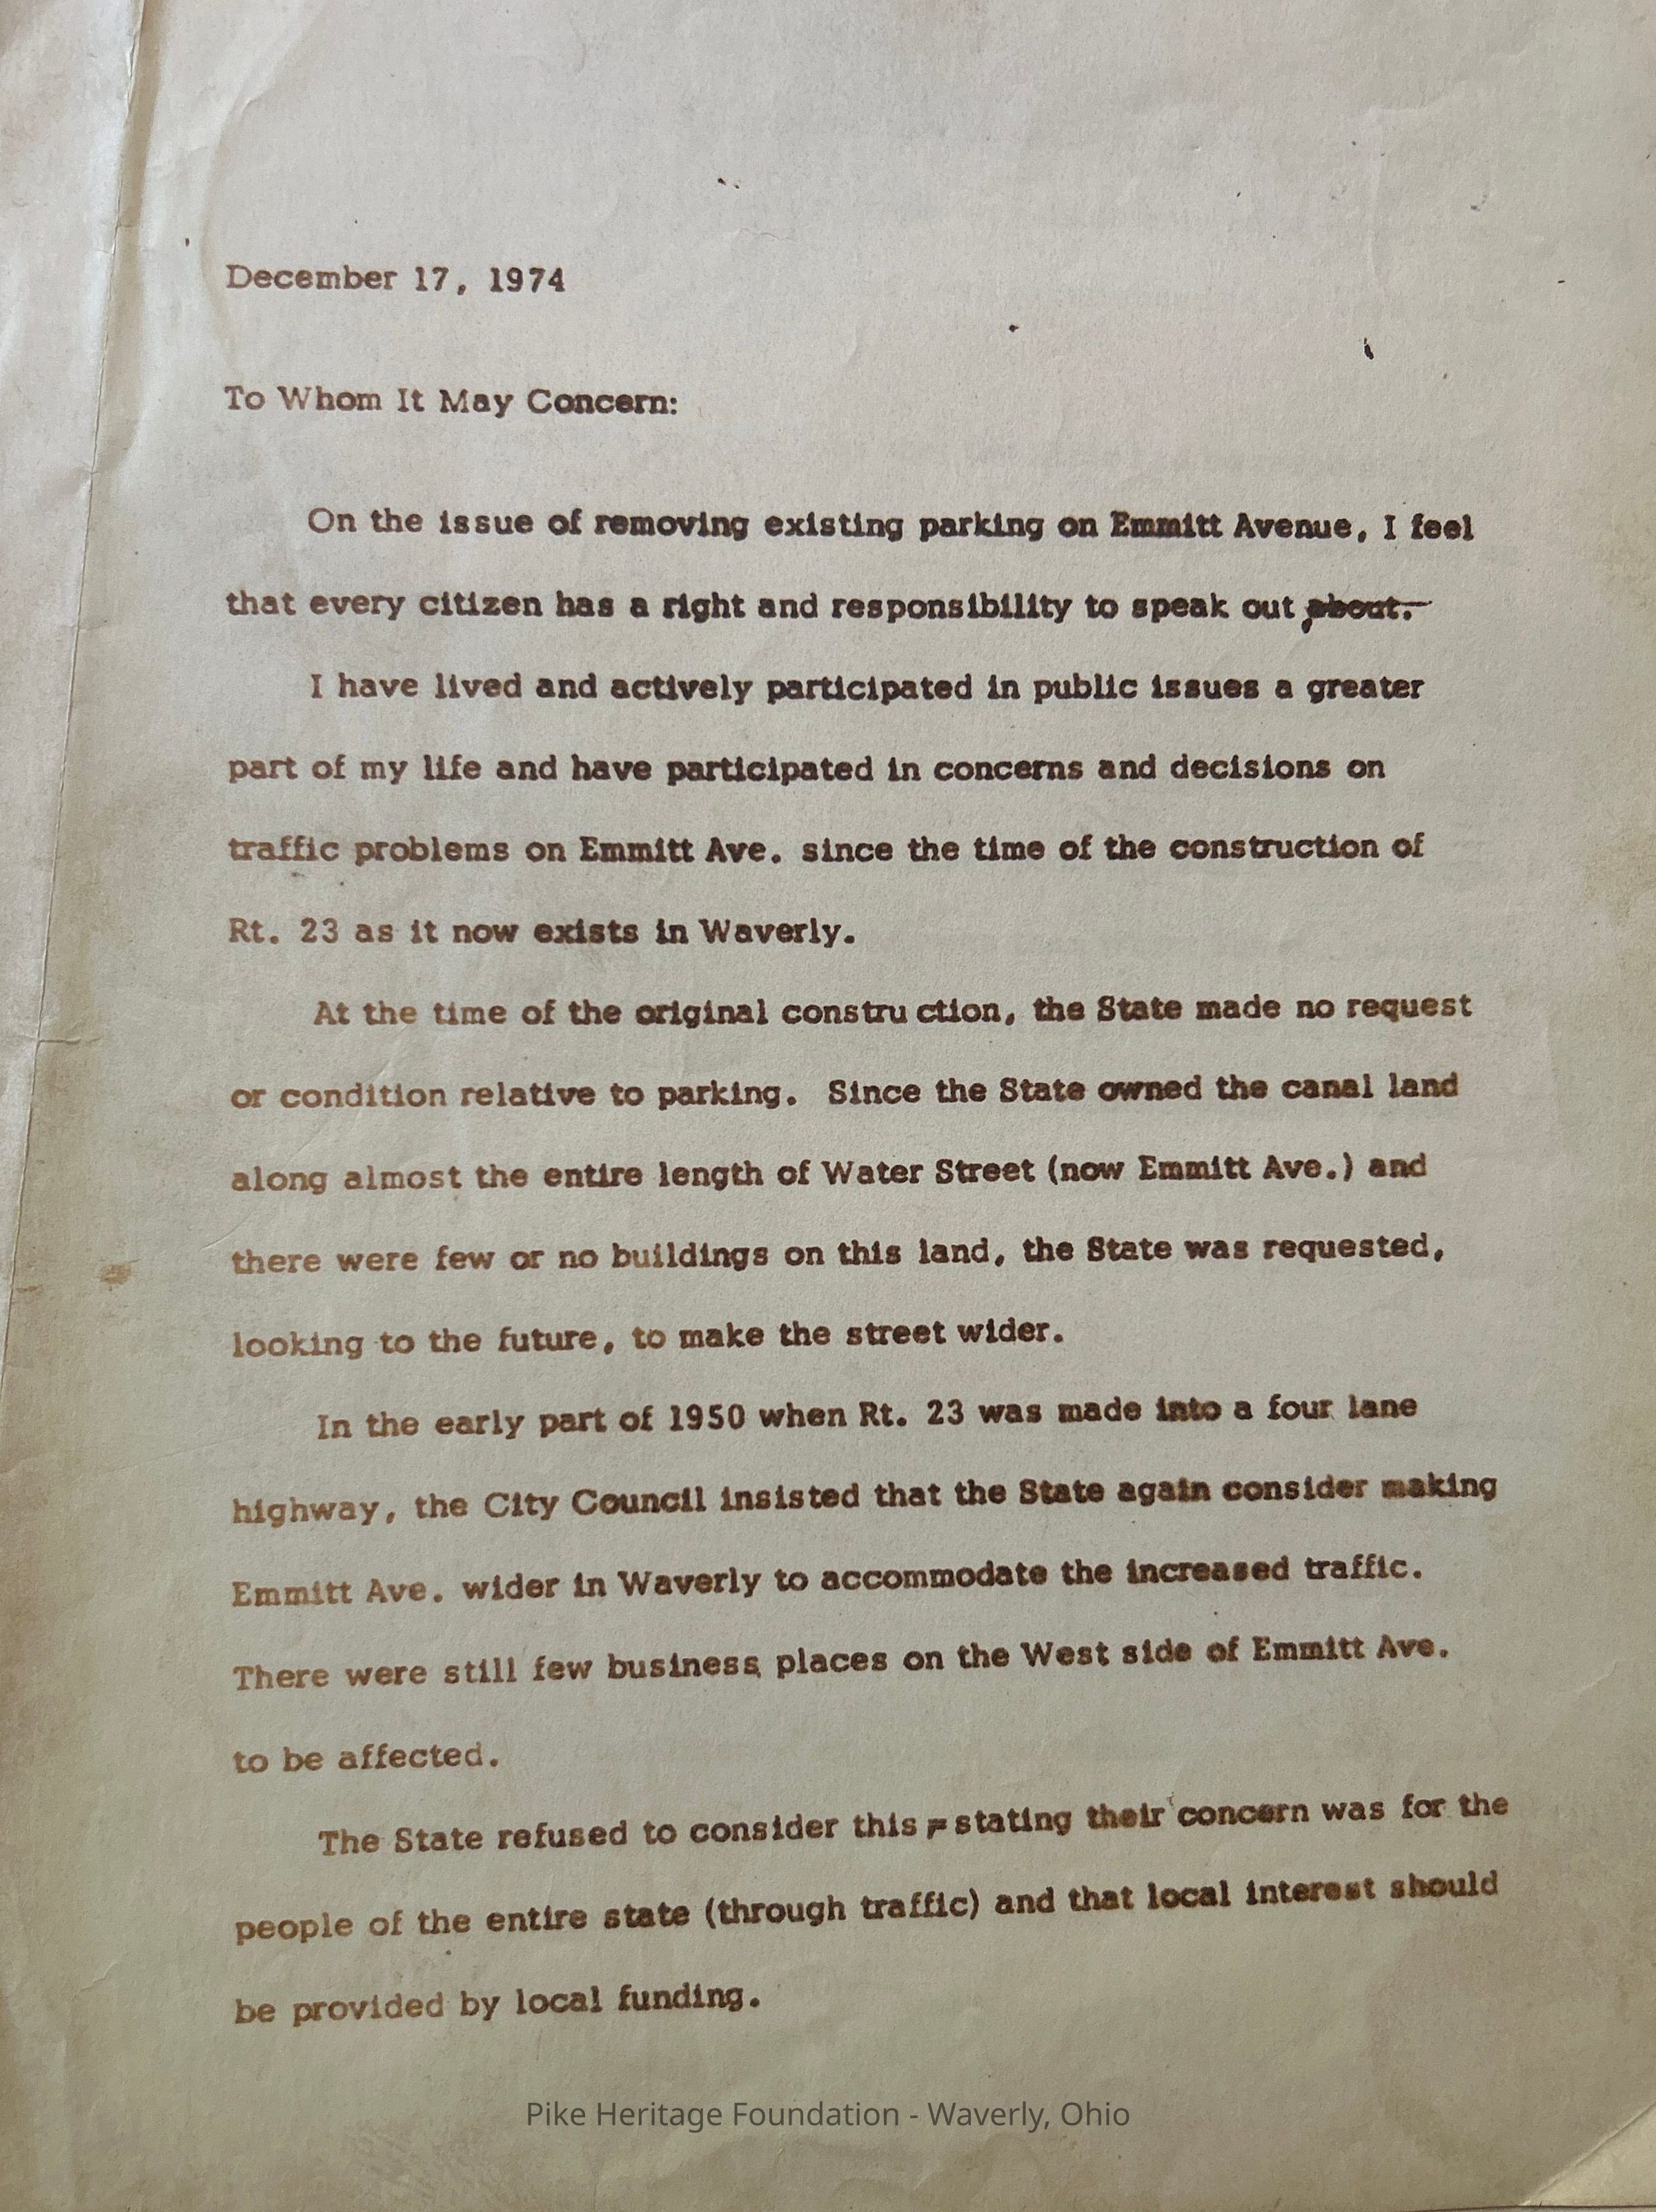 December 17, 1974
To Whom It May Concern:
On the issue of removing existing parking on Emmitt Avenue, I feel
that every citizen has a right and responsibility to speak out about.
I have lived and actively participated in public issues a greater
part of my life and have participated in concerns and decisions on
traffic problems on Emmitt Ave. since the time of the construction of
Rt. 23 as it now exists in Waverly.
At the time of the original constru ction, the State made no request
or condition relative to parking. Since the State owned the canal land
along almost the entire length of Water Street (now Emmitt Ave.) and
there were few or no buildings on this land, the State was requested,
looking to the future, to make the street wider.
In the early part of 1950 when Rt. 23 was made into a four lane
highway, the City Council insisted that the State again consider making
Emmitt Ave. wider in Waverly to accommodate the increased traffic.
There were still few business places on the West side of Emmitt Ave.
to be affected.
The State refused to consider this, stating their concern was for the
people of the entire state (through traffic) and that local interest should
be provided by local funding.
Pike Heritage Foundation - Waverly, Ohio